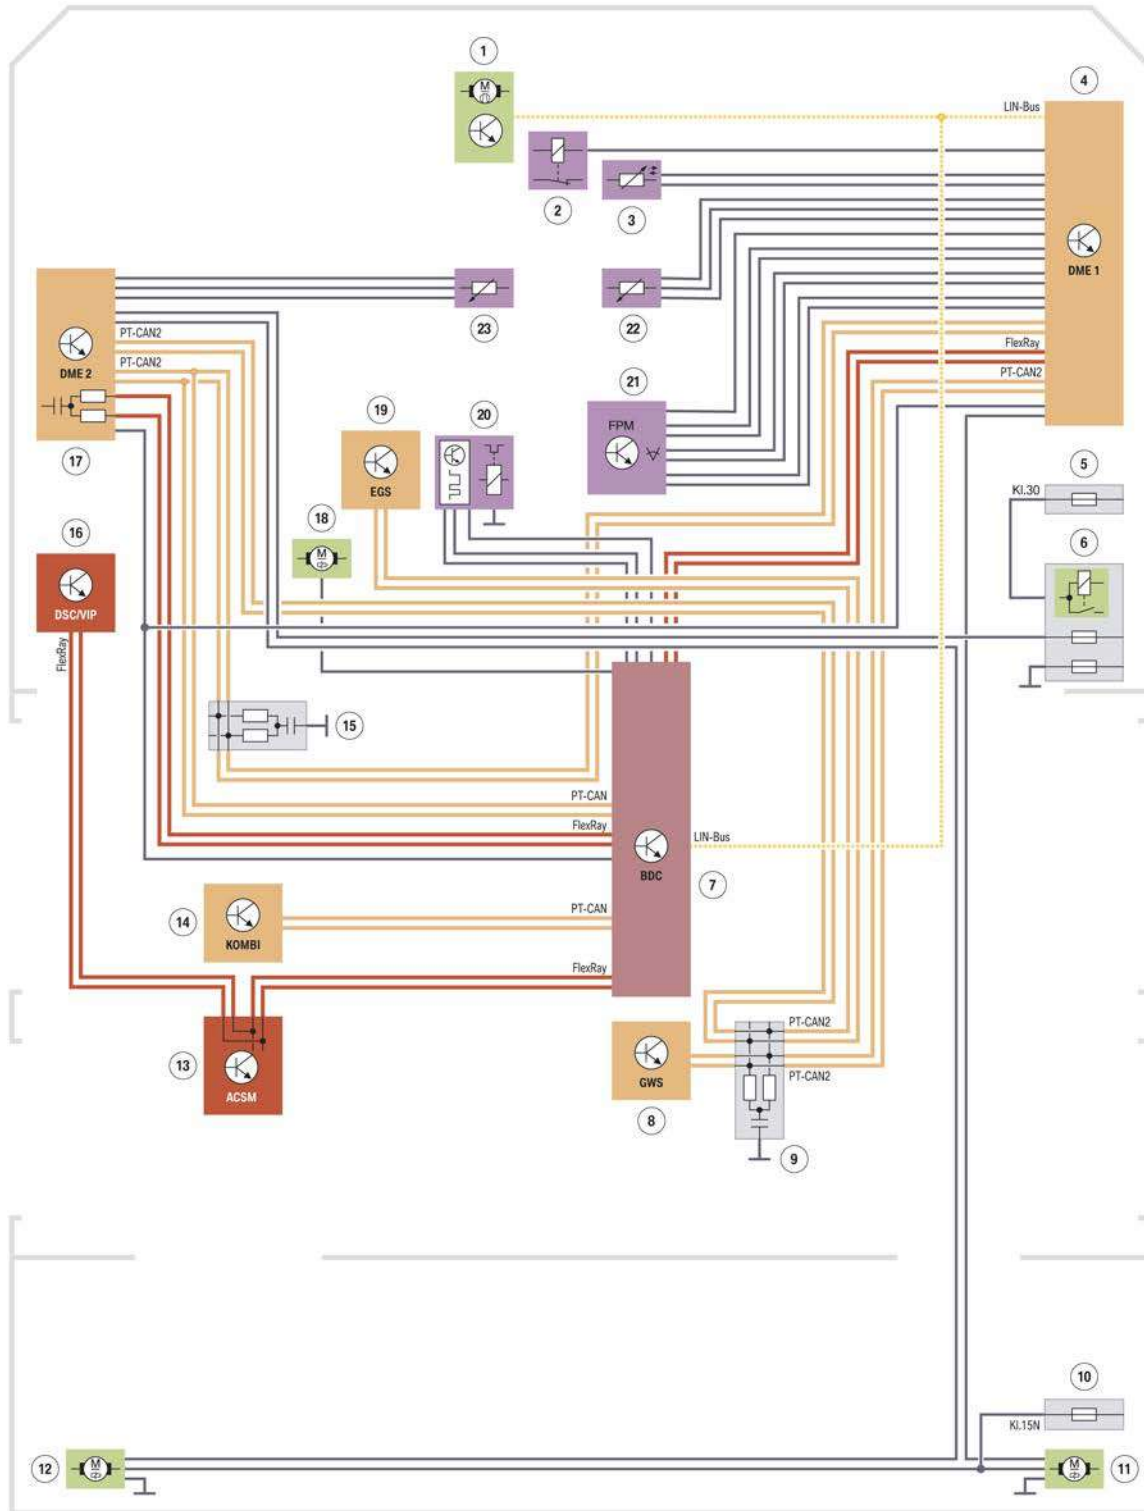 1
M
4
LIN-Bus
2
3
DME 1
23
22
PT-CAN2
DME 2
PT-CAN2
FlexRay
PT-CAN2
19
20
21
FPM
17
EGS
5
Kl.30
16
18
M
6
DSC/VIP
FlexRay
15
PT-CAN
FlexRay
LIN-Bus
BDC
7
14
KOMBI
PT-CAN
FlexRay
PT-CAN2
13
ACSM
GWS
PT-CAN2
8
9
10
Kl.15N
12
M
M
11